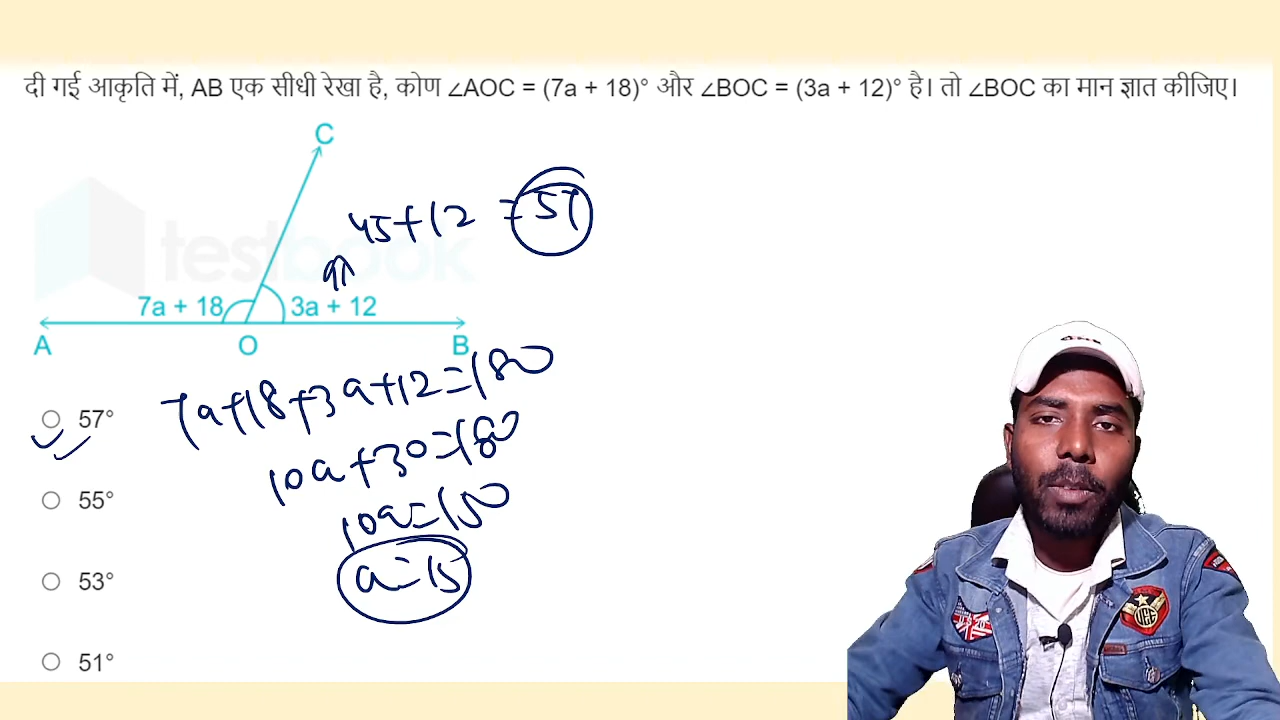 दी गई आकृति में, AB एक सीधी रेखा है, कोण ∠AOC = (7a + 18)° और ∠BOC = (3a + 12)° है। तो ∠BOC का मान ज्ञात कीजिए।
C
45+12 = 57
testbook
7a + 18 3a + 12
A O B
7a+18+3a+12=180
57°
10a+30=180
55°
10a=150
a=15
53°
51°